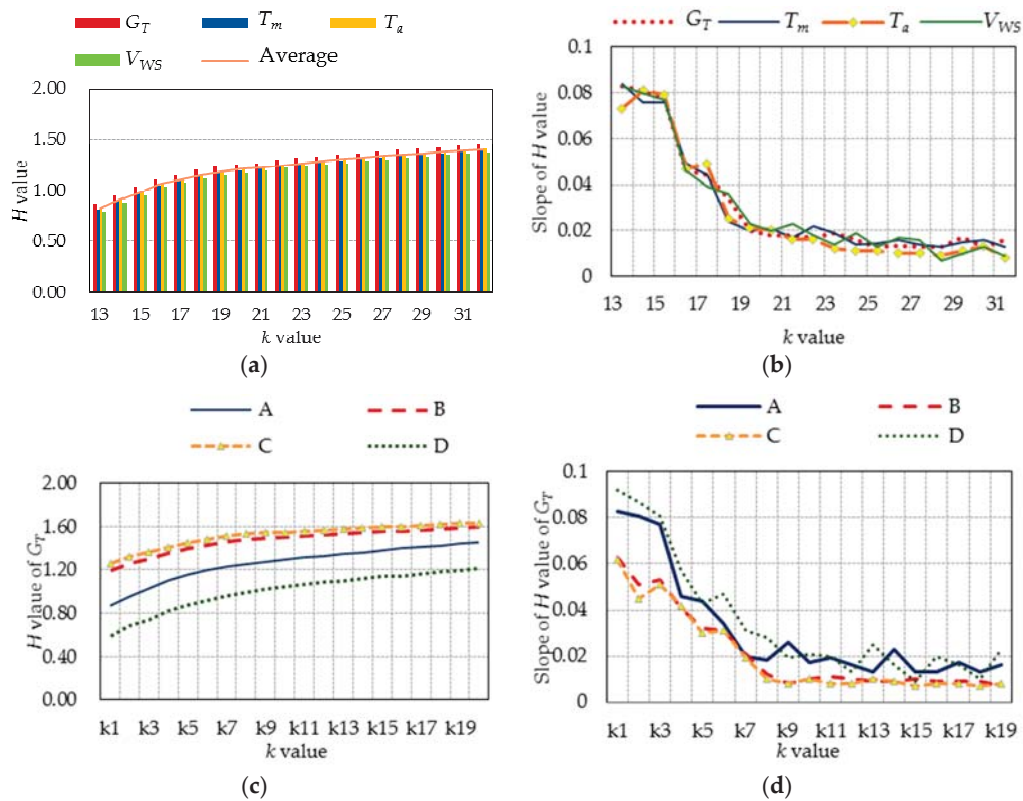 G_T T_m T_a
V_WS Average
2.00
1.50
1.00
0.50
0.00
H value
13 15 17 19 21 23 25 27 29 31
k value
(a)
G_T T_m T_a V_WS
0.1
0.08
0.06
0.04
0.02
0
Slope of H value
13 15 17 19 21 23 25 27 29 31
k value
(b)
A B
C D
2.00
1.60
1.20
0.80
0.40
0.00
H vlaue of G_T
k1 k3 k5 k7 k9 k11 k13 k15 k17 k19
k value
(c)
A B
C D
0.1
0.08
0.06
0.04
0.02
0
Slope of H value of G_T
k1 k3 k5 k7 k9 k11 k13 k15 k17 k19
k value
(d)